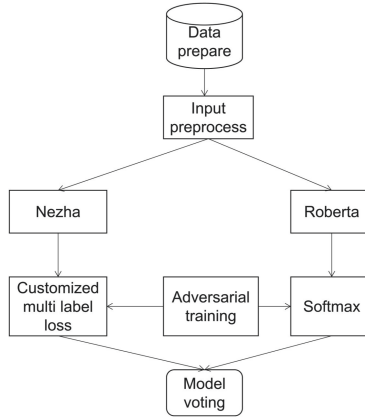 Data
prepare
Input
preprocess
Nezha
Roberta
Customized
multi label
loss
Adversarial
training
Softmax
Model
voting